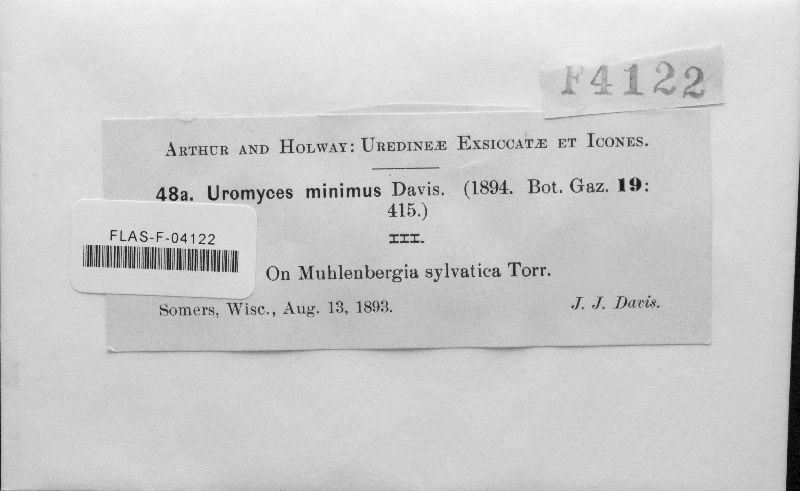 F4122
ARTHUR AND HOLWAY: UREDINEÆ EXSICCATÆ ET ICONES.
48a. Uromyces minimus Davis. (1894. Bot. Gaz. 19:
415.)
III.
FLAS-F-04122
On Muhlenbergia sylvatica Torr.
Somers, Wisc., Aug. 13, 1893. J. J. Davis.